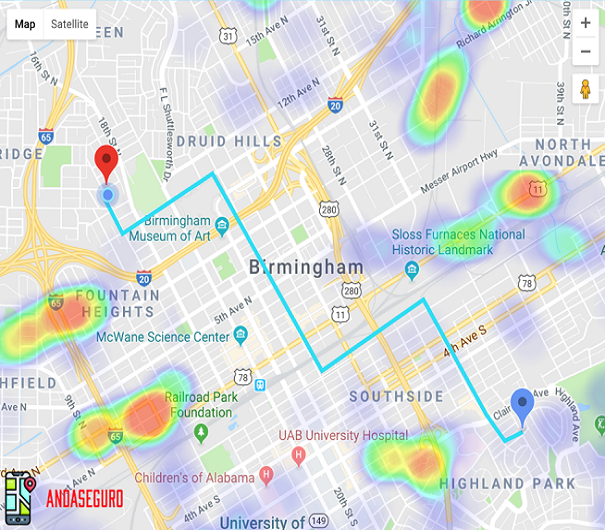 Map Satellite
EEN
31
15th Ave N
31st St N
Richard Arrington Jr
30th St N
16th St N
18th St N
F L Shuttlesworth Dr
12th Ave N
20
39th St N
65
RIDGE
DRUID HILLS
28th St N
31st St N
NORTH
AVONDALE
Messer Airport Hwy
11
280
Birmingham
Museum of Art
Sloss Furnaces National
Historic Landmark
Birmingham
20
280
78
65
FOUNTAIN
HEIGHTS
5th Ave N
11
McWane Science Center
4th Ave S
78
HFIELD
Ave N
9th St N
Railroad Park
Foundation
SOUTHSIDE
Clair
Ave
Highland Ave
65
UAB University Hospital
Children's of Alabama
HIGHLAND PARK
20th St S
ANDASEGURO
University of
149